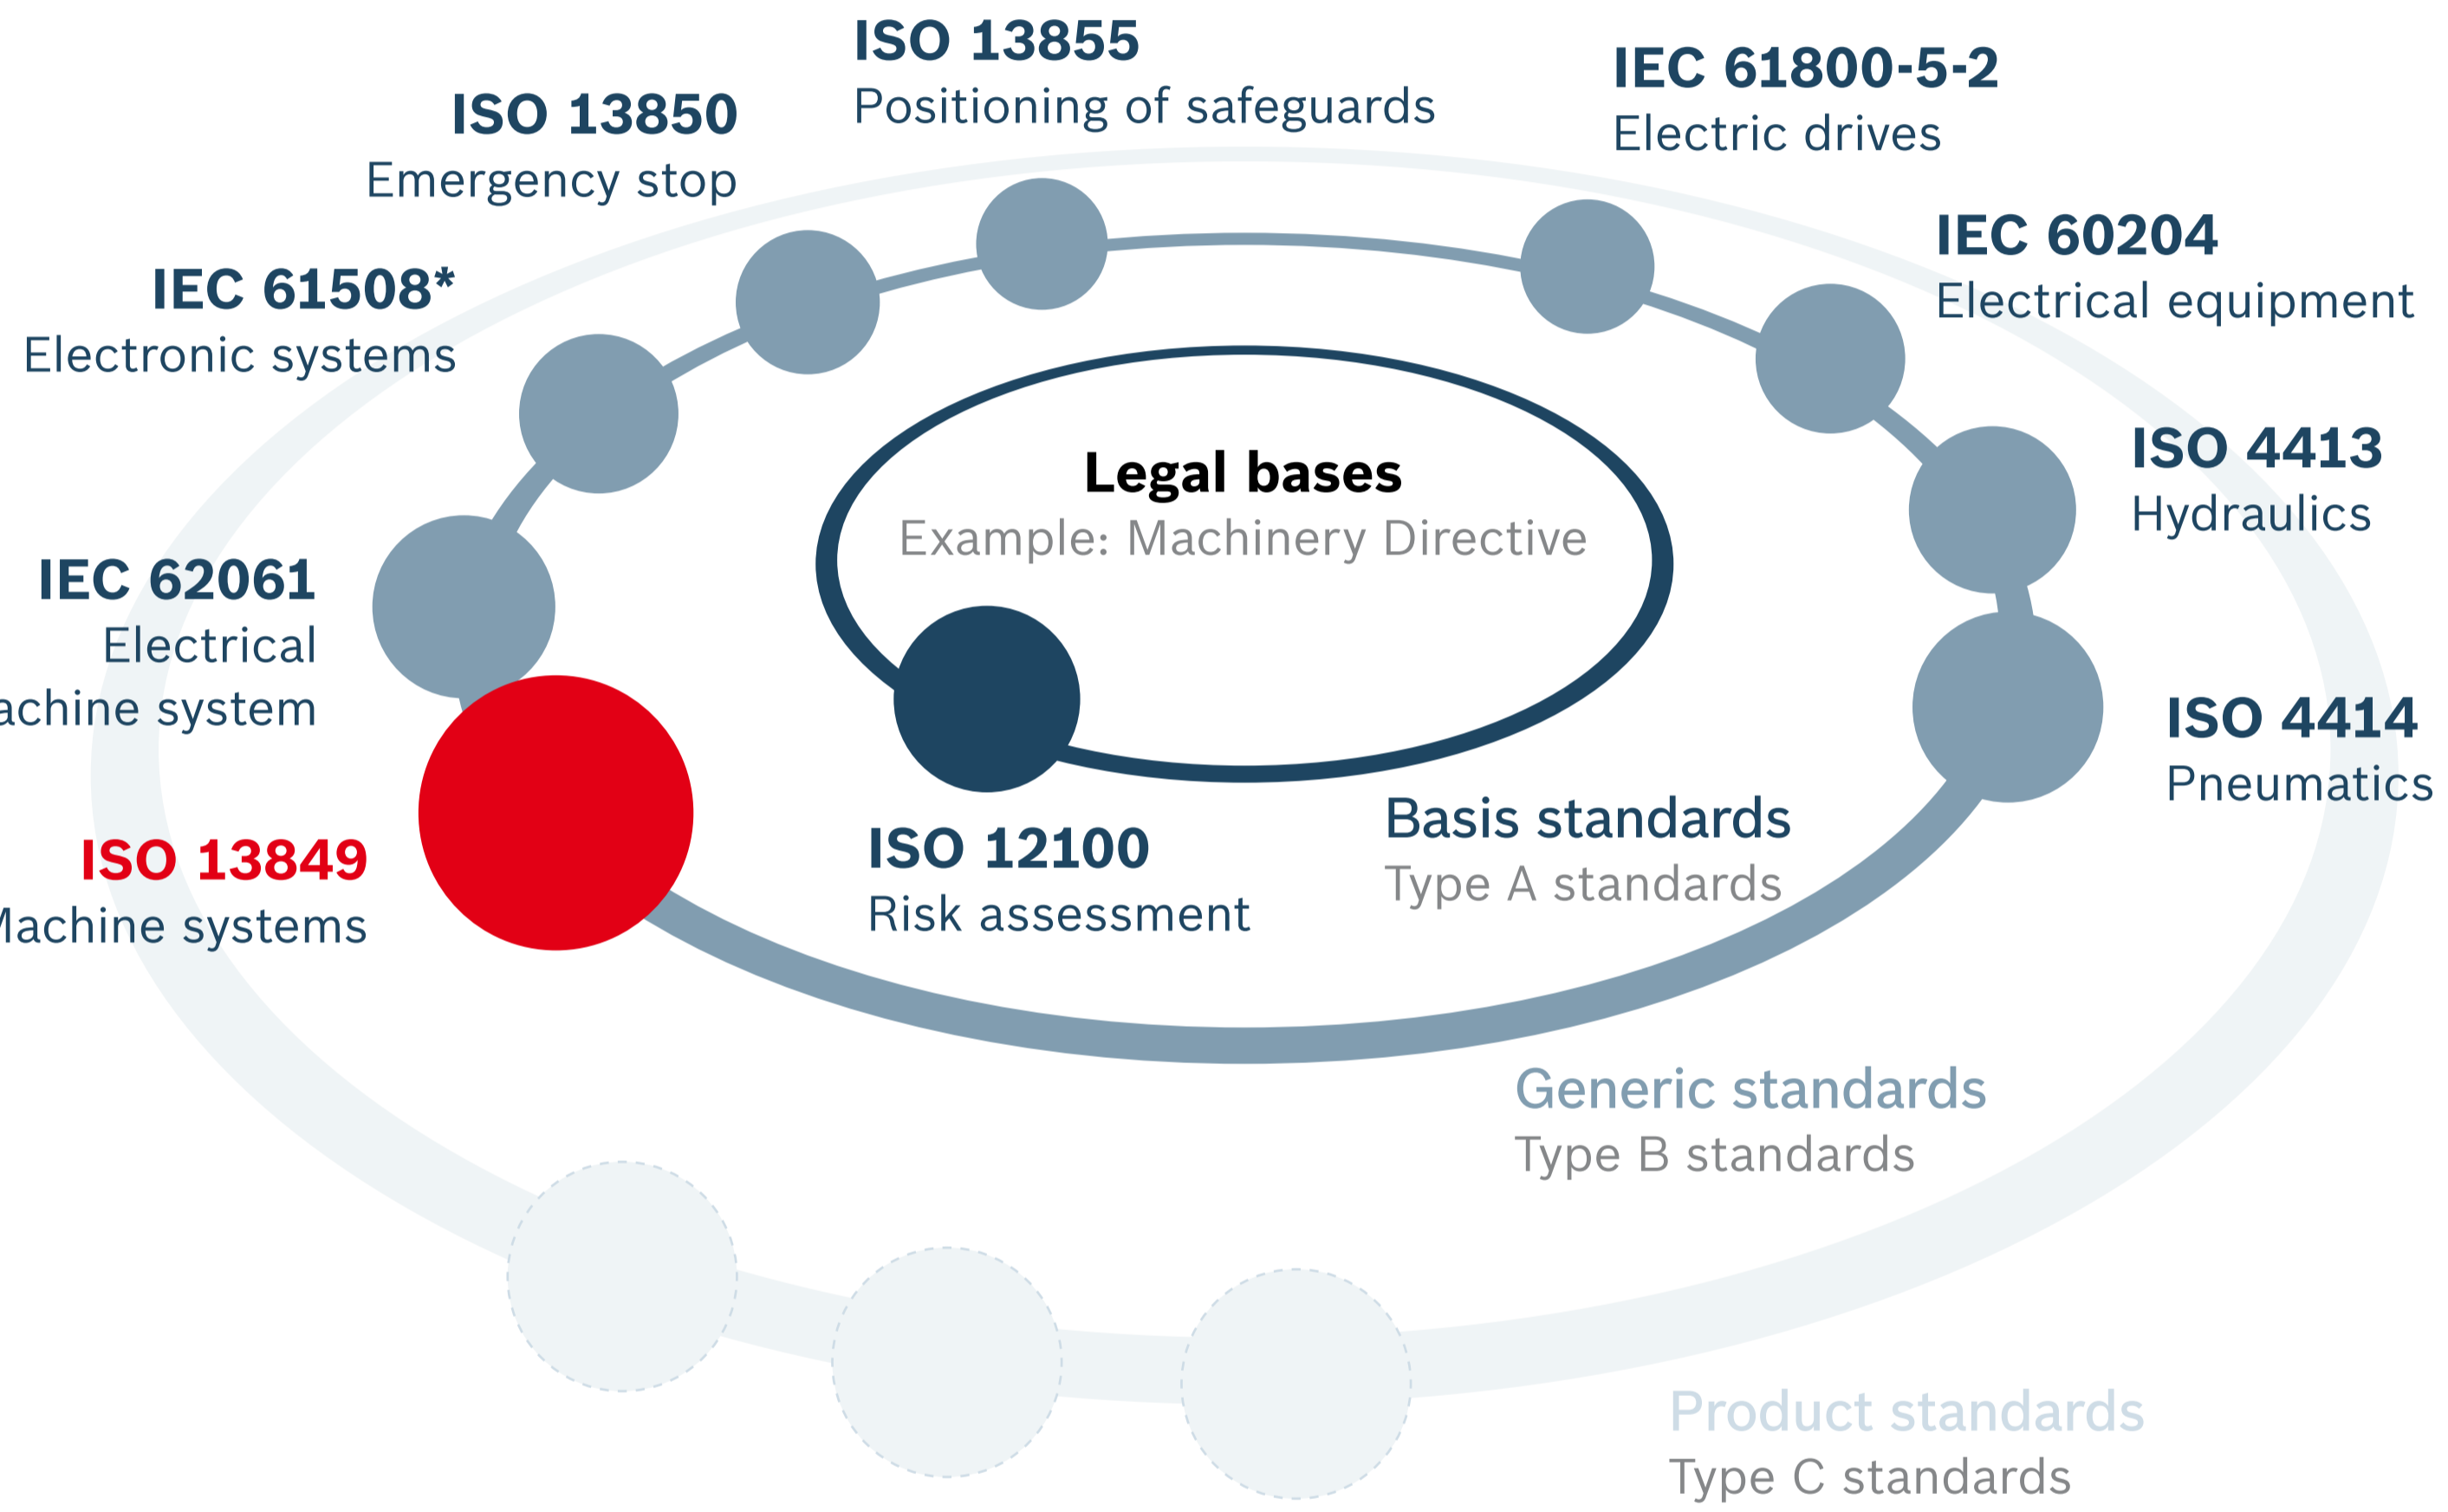 ISO 13855
Positioning of safeguards
IEC 61800-5-2
Electric drives
ISO 13850
Emergency stop
IEC 60204
Electrical equipment
IEC 61508*
Electronic systems
ISO 4413
Hydraulics
Legal bases
Example: Machinery Directive
IEC 62061
Electrical
achine system
ISO 4414
Pneumatics
ISO 13849
Machine systems
ISO 12100
Risk assessment
Basis standards
Type A standards
Generic standards
Type B standards
Product standards
Type C standards